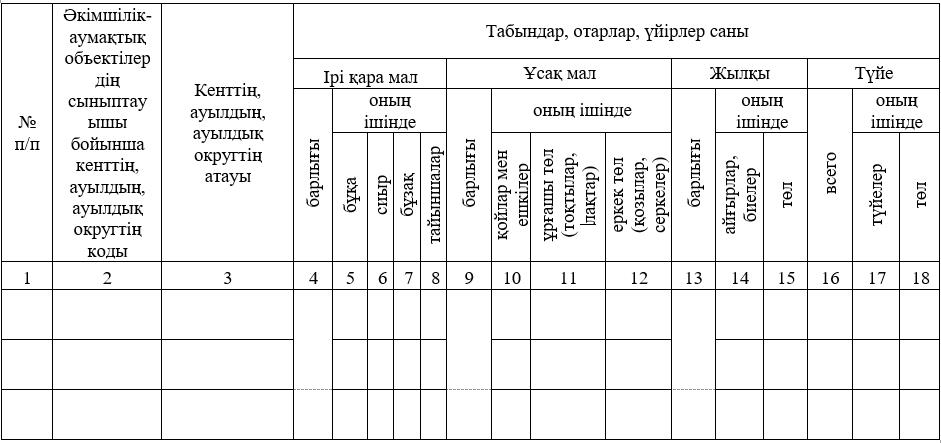 №
п/п
Әкімшілік-
аумақтық
объектілер
дің
сыныптау
ышы
бойынша
кенттің,
ауылдың,
ауылдық
округтің
коды
Кенттің,
ауылдың,
ауылдық
округтің
атауы
Табындар, отарлар, үйірлер саны
Ірі қара мал
Ұсақ мал
Жылқы
Түйе
барлығы
оның
ішінде
бұқа
сиыр
бұзақ
тайыншалар
барлығы
оның ішінде
қойлар мен
ешкілер
ұрғашы төл
(тоқтылар,
лақтар)
еркек төл
(қозылар,
серкелер)
барлығы
оның
ішінде
айғырлар,
биелер
төл
всего
оның
ішінде
түйелер
төл
1 2 3 4 5 6 7 8 9 10 11 12 13 14 15 16 17 18